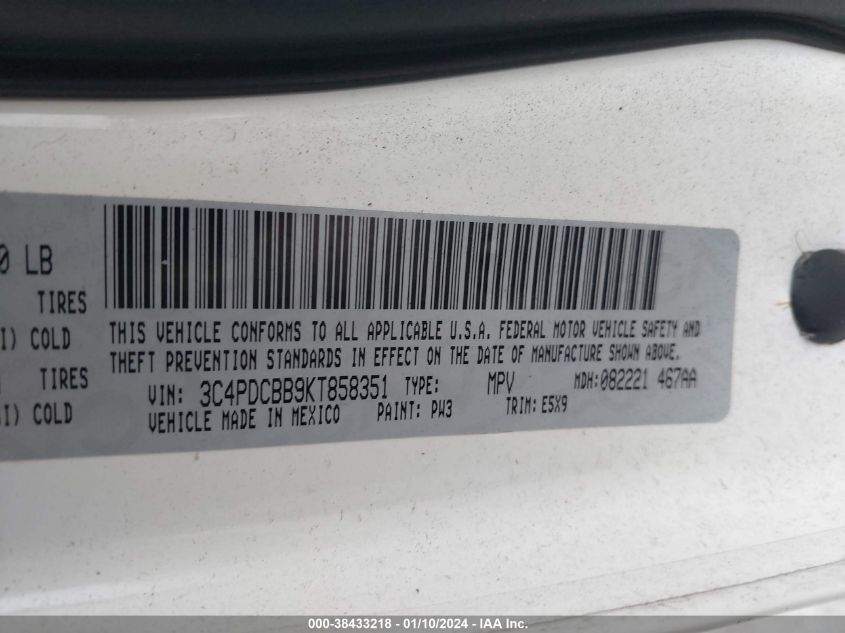 0 LB
TIRES
I) COLD
TIRES
I) COLD
THIS VEHICLE CONFORMS TO ALL APPLICABLE U.S.A. FEDERAL MOTOR VEHICLE SAFETY AND
THEFT PREVENTION STANDARDS IN EFFECT ON THE DATE OF MANUFACTURE SHOWN ABOVE.
VIN: 3C4PDCBB9KT858351 TYPE: MPV MDH:082221 467AA
VEHICLE MADE IN MEXICO PAINT: PW3 TRIM: E5X9
000-38433218 - 01/10/2024 - IAA Inc.